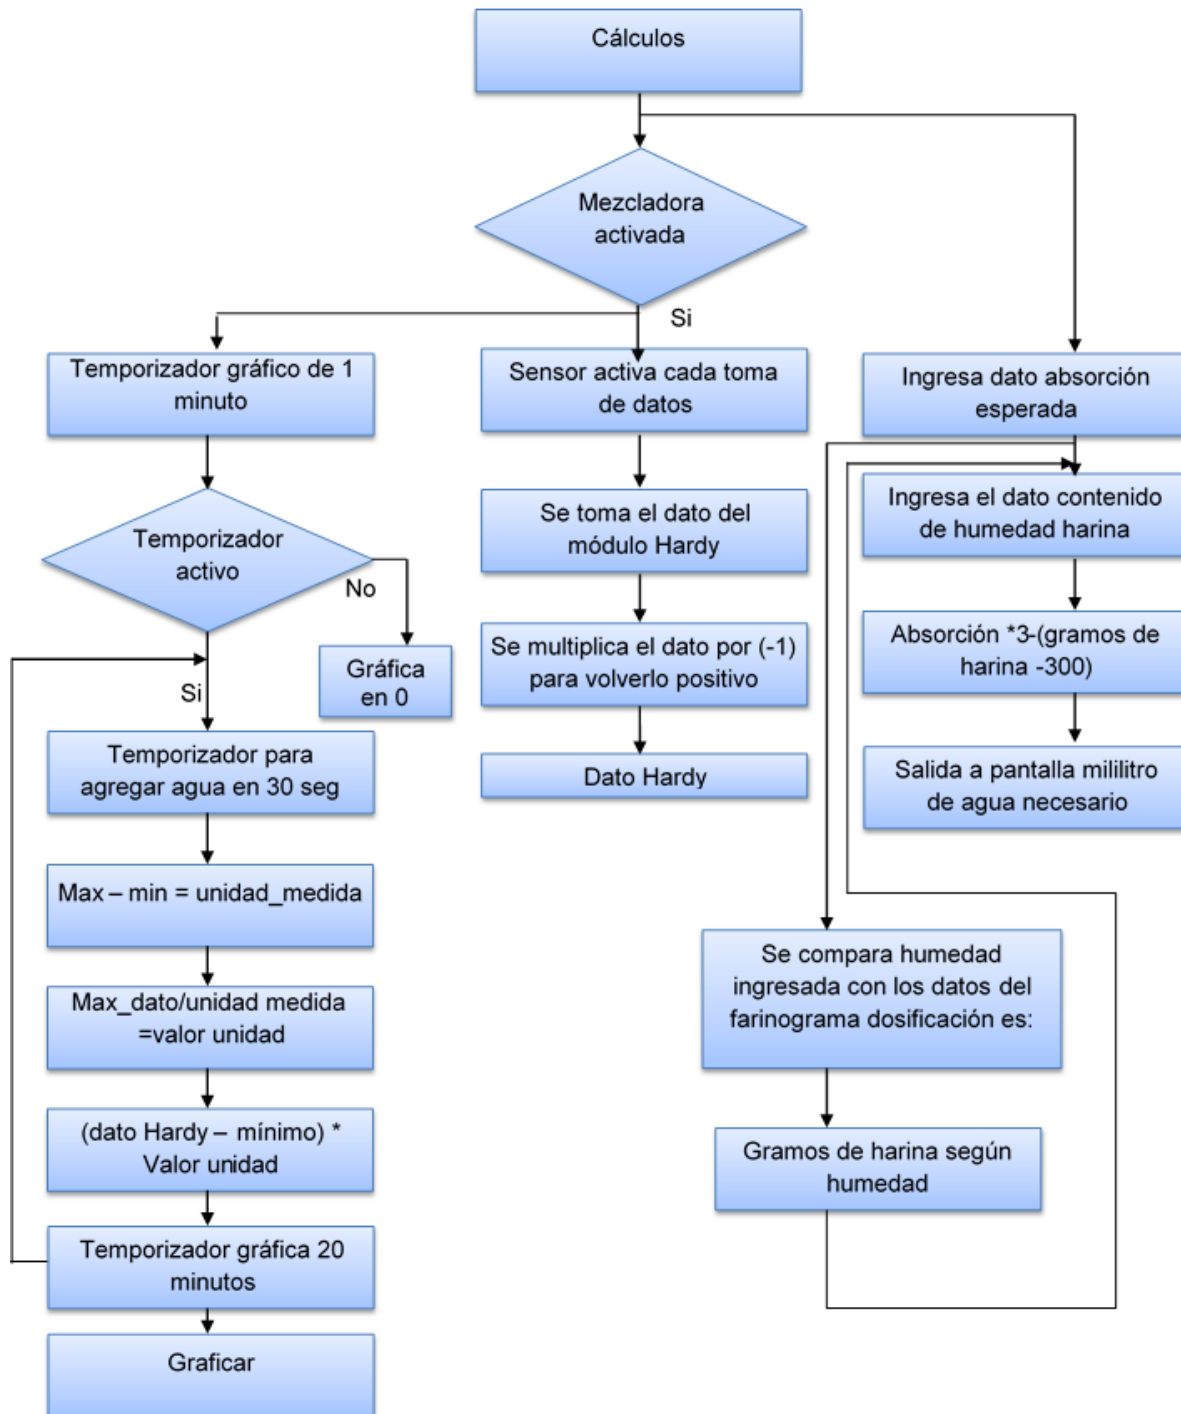 Cálculos
Mezcladora
activada
Si
Temporizador gráfico de 1
minuto
Sensor activa cada toma
de datos
Ingresa dato absorción
esperada
Temporizador
activo
No
Si
Gráfica
en 0
Se toma el dato del
módulo Hardy
Ingresa el dato contenido
de humedad harina
Se multiplica el dato por (-1)
para volverlo positivo
Absorción *3-(gramos de
harina -300)
Temporizador para
agregar agua en 30 seg
Dato Hardy
Salida a pantalla mililitro
de agua necesario
Max – min = unidad_medida
Max_dato/unidad medida
=valor unidad
Se compara humedad
ingresada con los datos del
farinograma dosificación es:
(dato Hardy – mínimo) *
Valor unidad
Gramos de harina según
humedad
Temporizador gráfica 20
minutos
Graficar